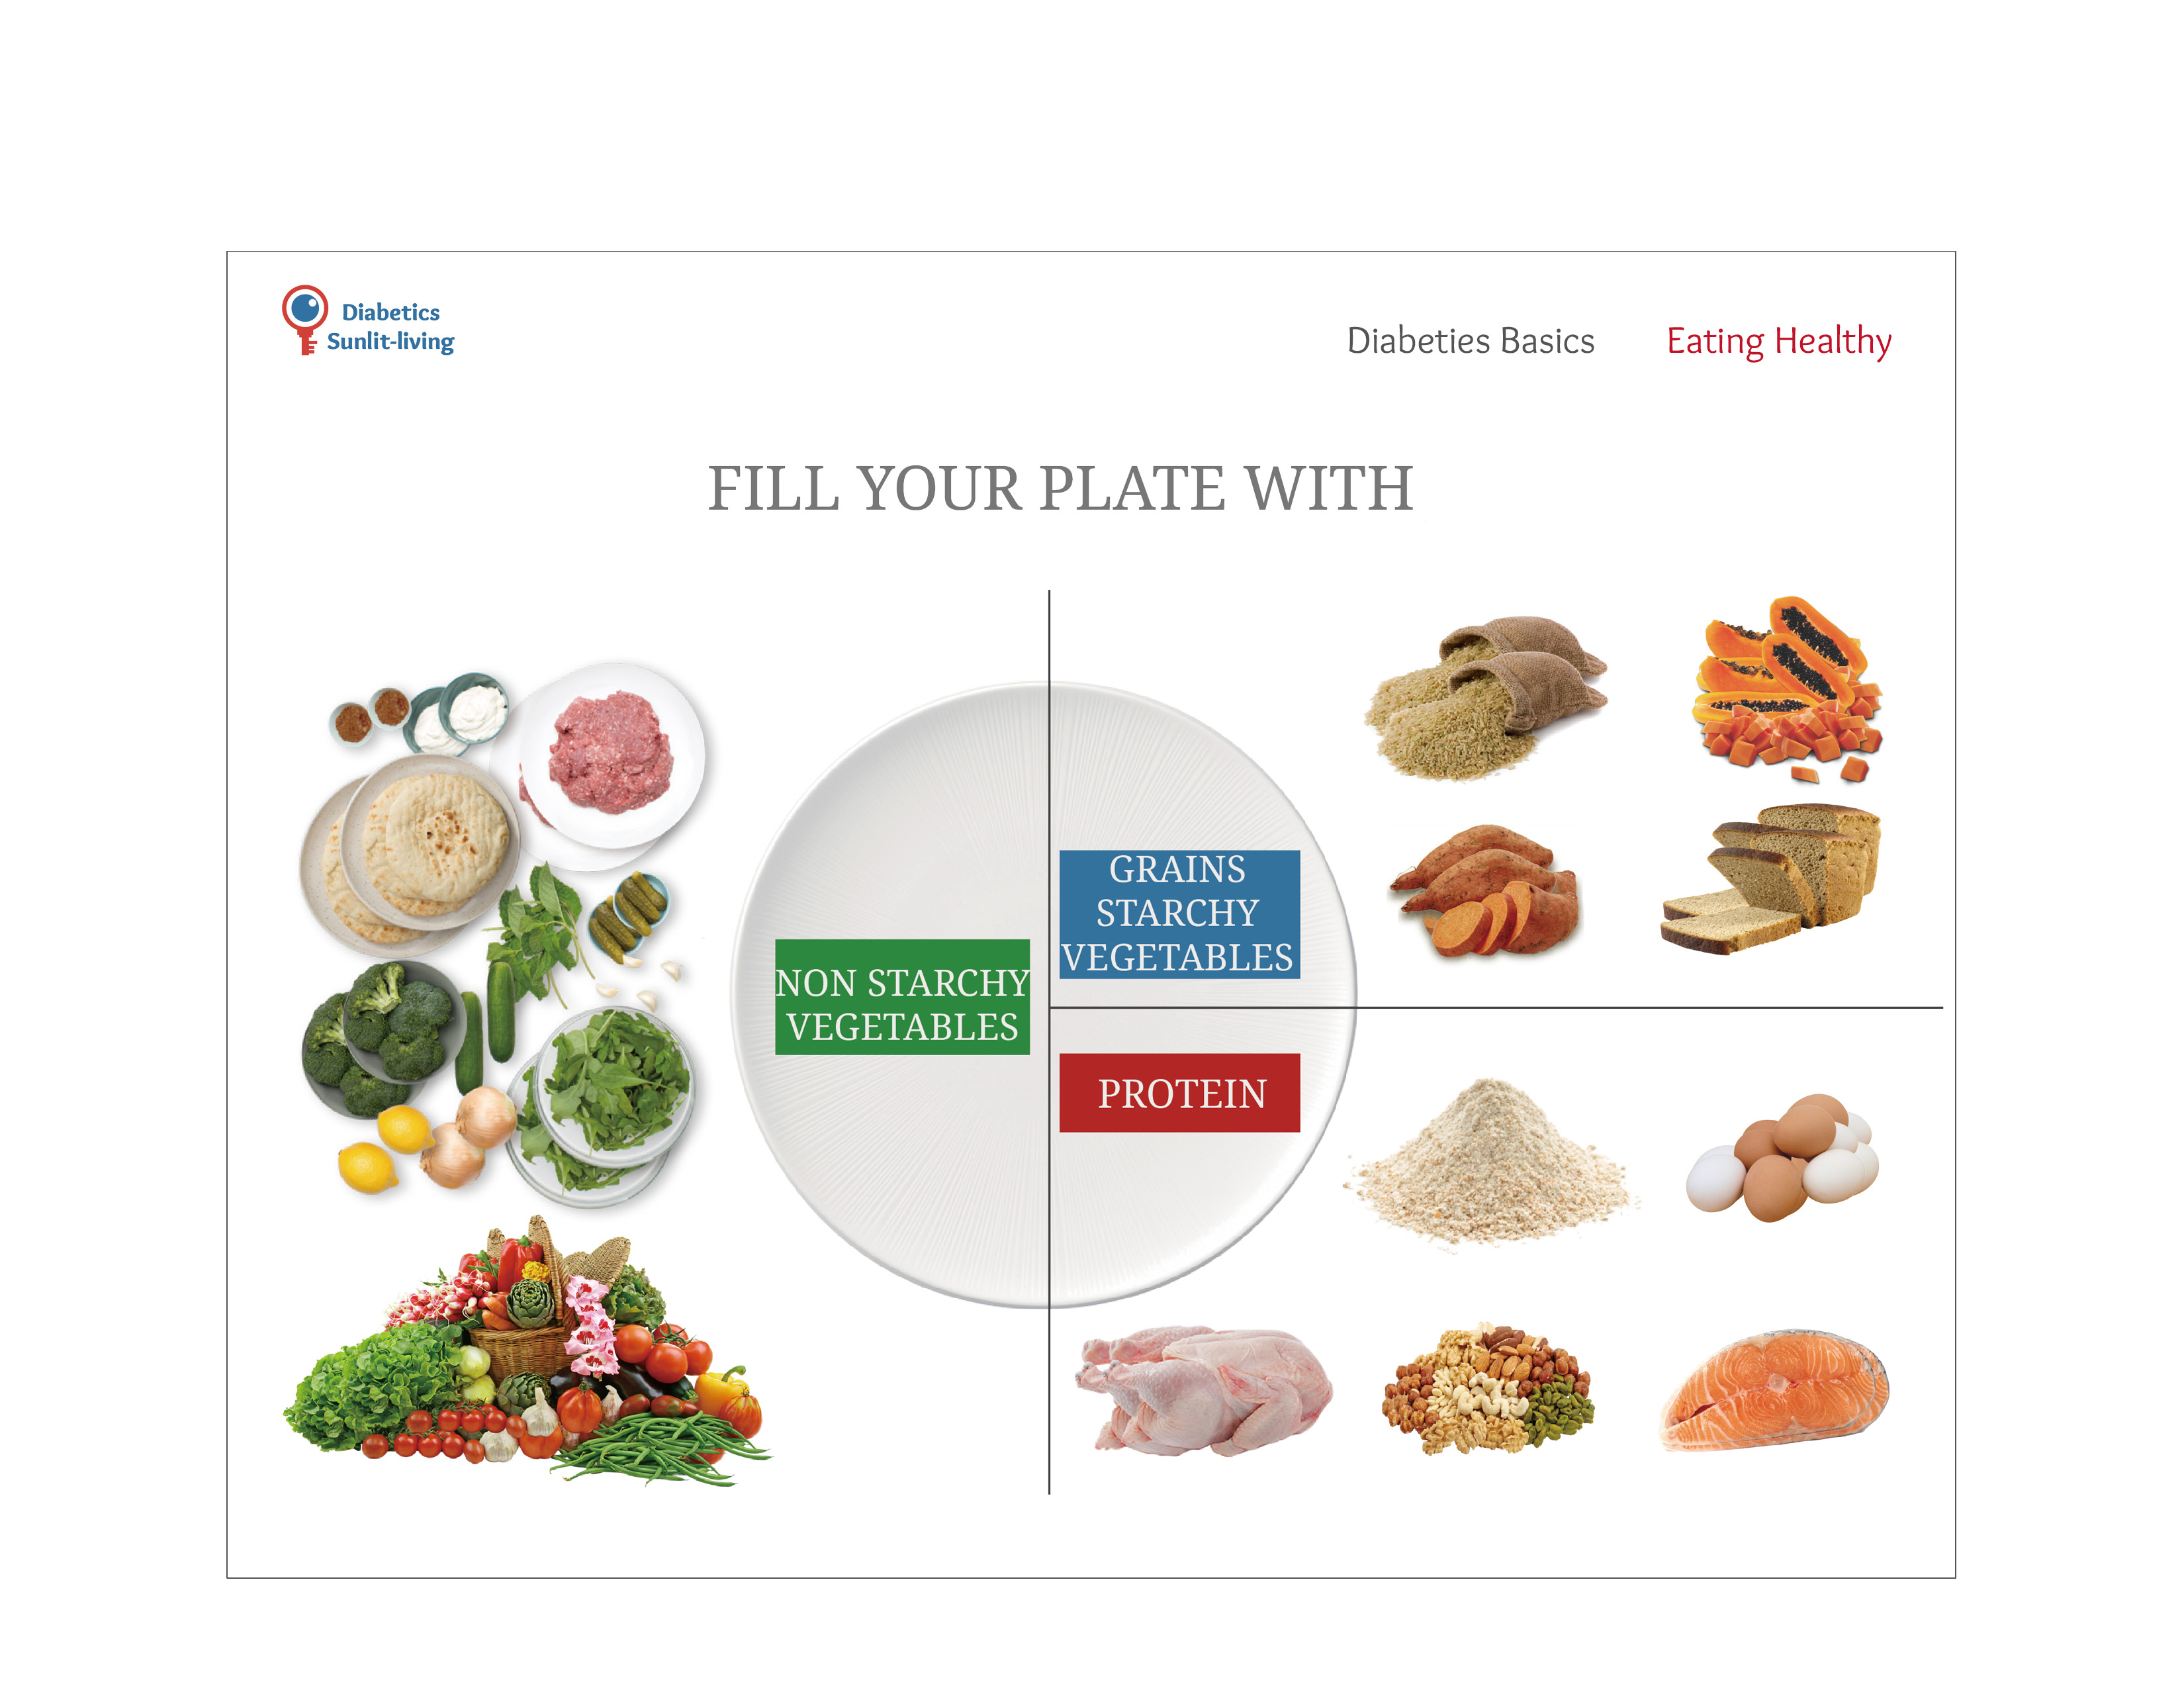 Diabetics
Sunlit-living
Diabeties Basics
Eating Healthy
FILL YOUR PLATE WITH
NON STARCHY
VEGETABLES
GRAINS
STARCHY
VEGETABLES
PROTEIN